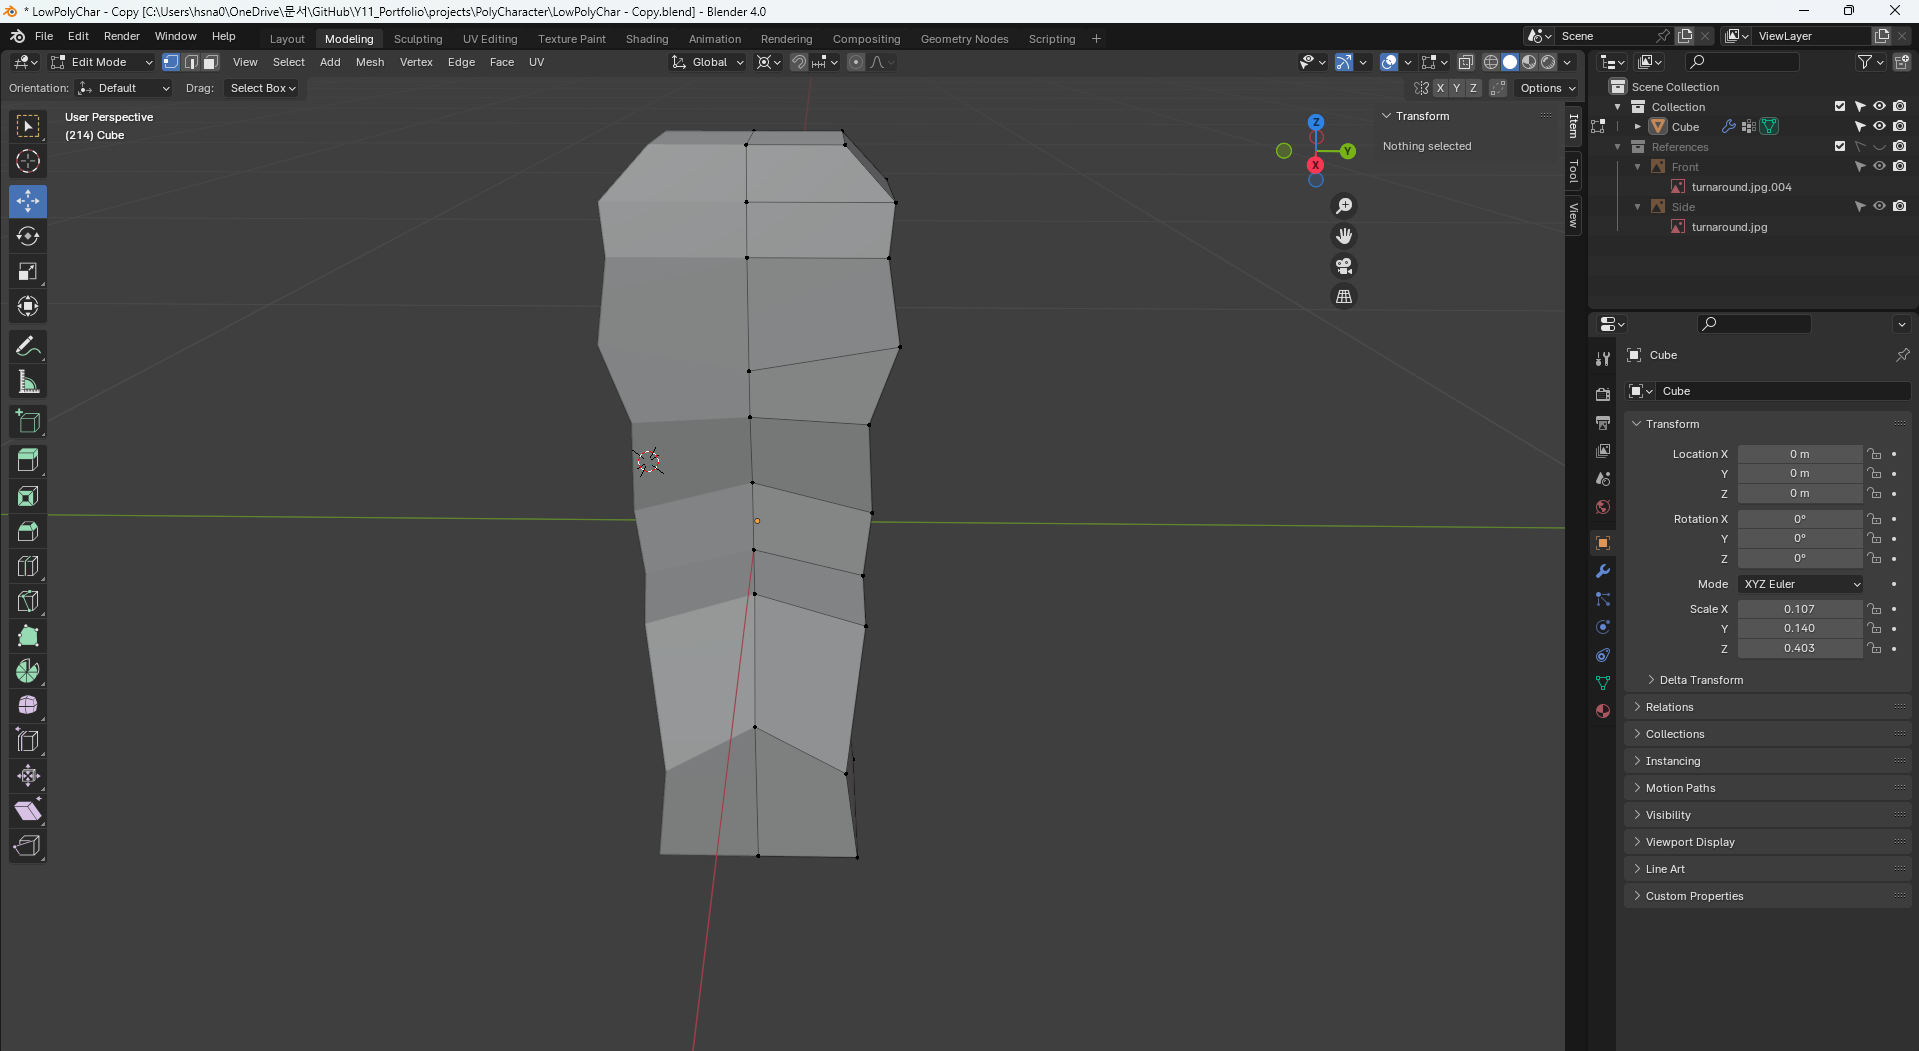 * LowPolyChar - Copy [C:\Users\hsna0\OneDrive\문서\GitHub\Y11_Portfolio\projects\PolyCharacter\LowPolyChar - Copy.blend] - Blender 4.0
File Edit Render Window Help Layout Modeling Sculpting UV Editing Texture Paint Shading Animation Rendering Compositing Geometry Nodes Scripting + Scene ViewLayer
Edit Mode View Select Add Mesh Vertex Edge Face UV Global
Orientation: Default Drag: Select Box X Y Z Options
User Perspective
(214) Cube
Z
Y
X
Transform
Nothing selected
Item
Tool
View
Scene Collection
Collection
Cube
References
Front
turnaround.jpg.004
Side
turnaround.jpg
Cube
Cube
Transform
Location X 0 m
Y 0 m
Z 0 m
Rotation X 0°
Y 0°
Z 0°
Mode XYZ Euler
Scale X 0.107
Y 0.140
Z 0.403
Delta Transform
Relations
Collections
Instancing
Motion Paths
Visibility
Viewport Display
Line Art
Custom Properties